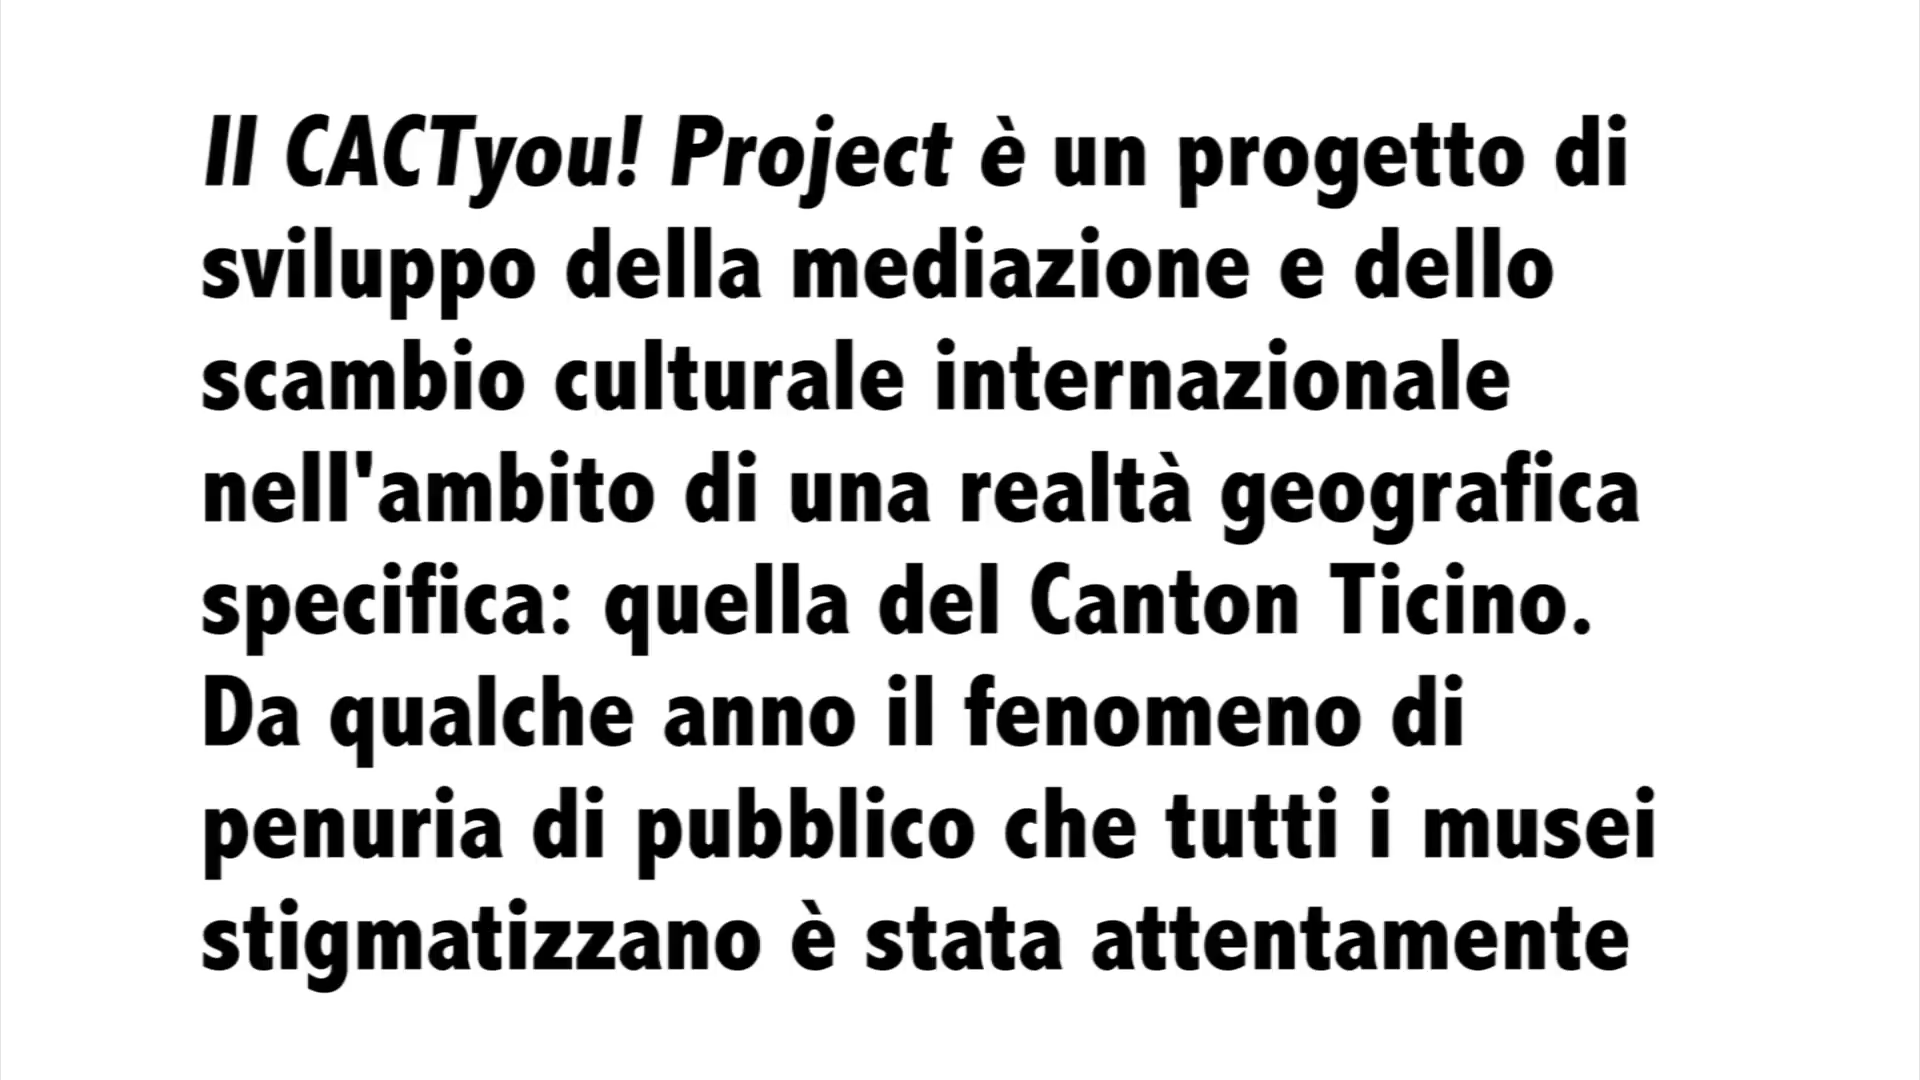 Il CACTyou! Project è un progetto di
sviluppo della mediazione e dello
scambio culturale internazionale
nell'ambito di una realtà geografica
specifica: quella del Canton Ticino.
Da qualche anno il fenomeno di
penuria di pubblico che tutti i musei
stigmatizzano è stata attentamente